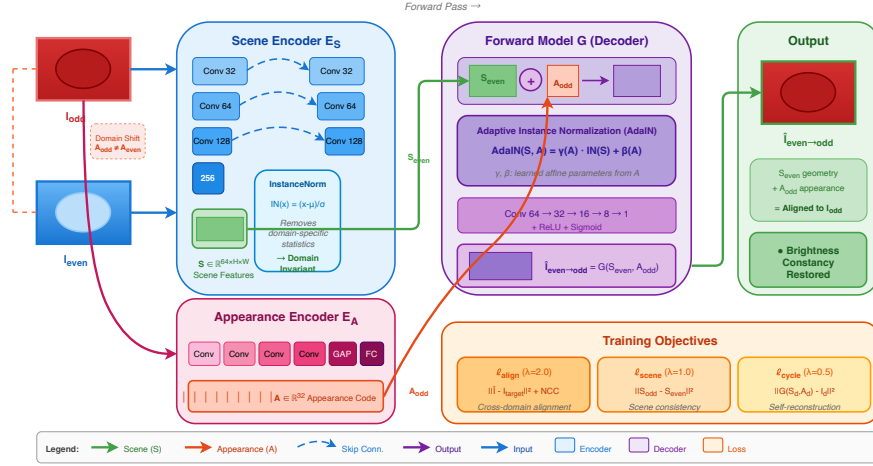 Forward Pass →
Scene Encoder E_S
Forward Model G (Decoder)
Output
I_odd
Domain Shift
A_odd ≠ A_even
I_even
Conv 32
Conv 32
Conv 64
Conv 64
Conv 128
Conv 128
256
InstanceNorm
IN(x) = (x-μ)/σ
Removes
domain-specific
statistics
→ Domain
Invariant
S ∈ ℝ^64×H×W
Scene Features
S_even
S_even
+
A_odd
Adaptive Instance Normalization (AdaIN)
AdaIN(S, A) = γ(A) · IN(S) + β(A)
γ, β: learned affine parameters from A
Conv 64 → 32 → 16 → 8 → 1
+ ReLU + Sigmoid
Î_even→odd = G(S_even, A_odd)
Î_even→odd
S_even geometry
+ A_odd appearance
= Aligned to I_odd
● Brightness
Constancy
Restored
Appearance Encoder E_A
Conv
Conv
Conv
Conv
GAP
FC
A ∈ ℝ^32 Appearance Code
A_odd
Training Objectives
ℓ_align (λ=2.0)
||Î - I_target||² + NCC
Cross-domain alignment
ℓ_scene (λ=1.0)
||S_odd - S_even||²
Scene consistency
ℓ_cycle (λ=0.5)
||G(S_d,A_d) - I_d||²
Self-reconstruction
Legend:
Scene (S)
Appearance (A)
Skip Conn.
Output
Input
Encoder
Decoder
Loss